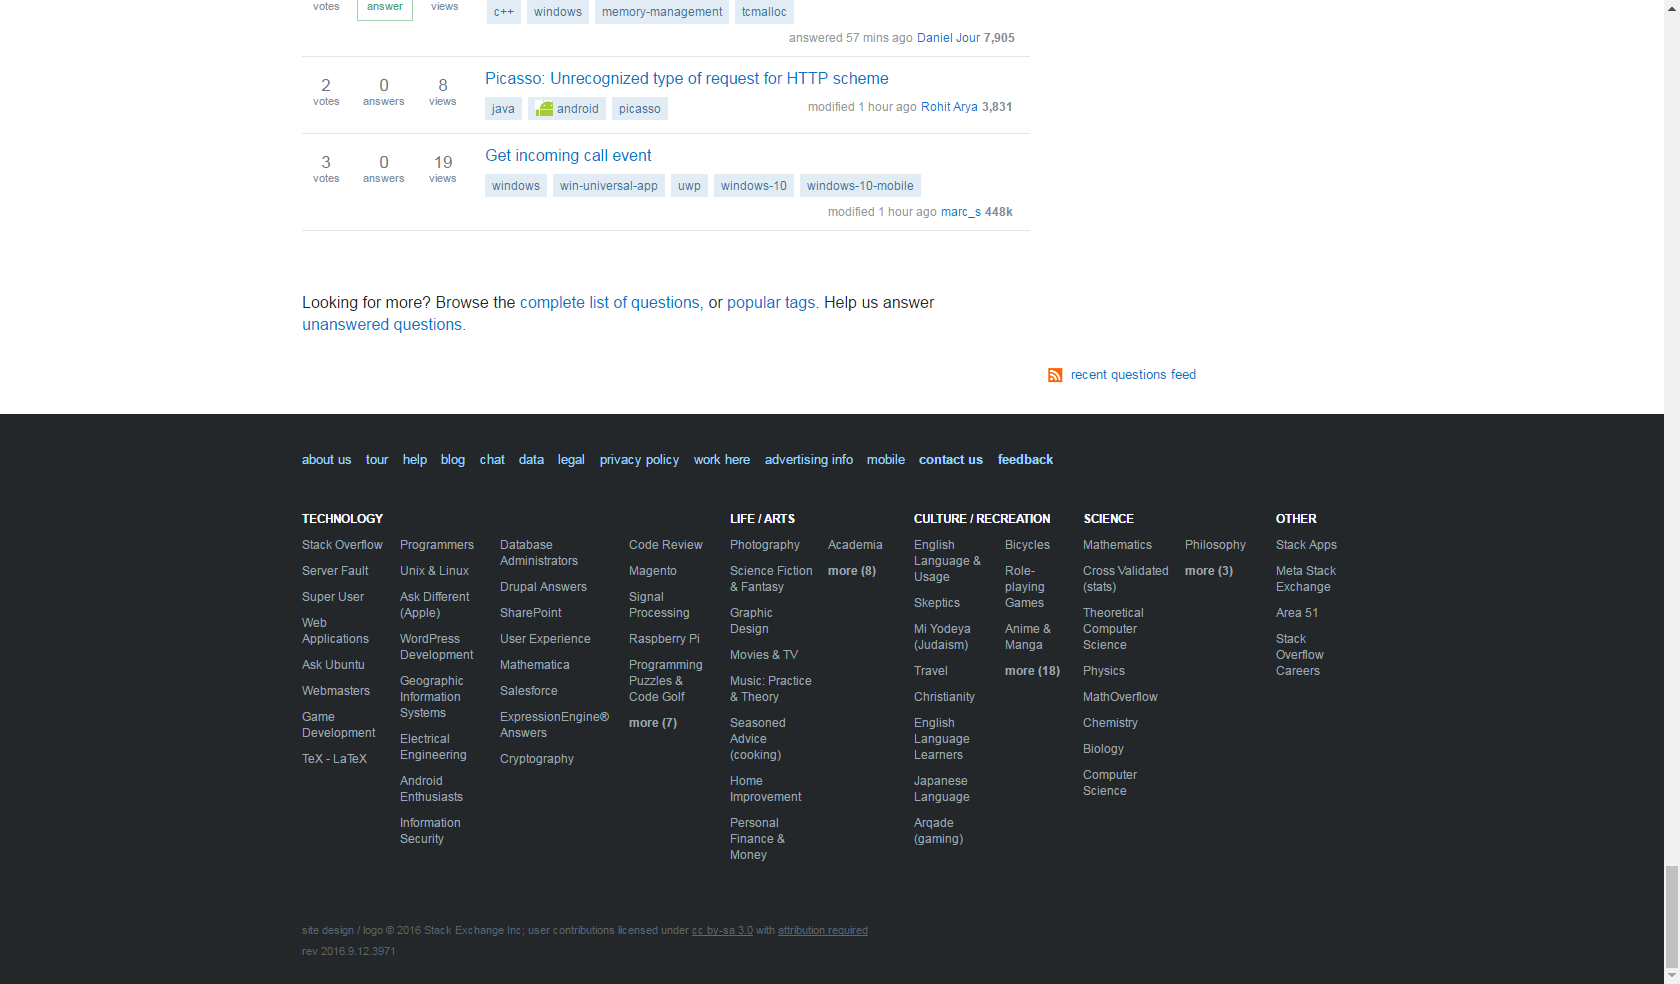 votes answer views
c++ windows memory-management tcmalloc
answered 57 mins ago Daniel Jour 7,905
2 votes
0 answers
8 views
Picasso: Unrecognized type of request for HTTP scheme
java android picasso
modified 1 hour ago Rohit Arya 3,831
3 votes
0 answers
19 views
Get incoming call event
windows win-universal-app uwp windows-10 windows-10-mobile
modified 1 hour ago marc_s 448k
Looking for more? Browse the complete list of questions, or popular tags. Help us answer
unanswered questions.
recent questions feed
about us tour help blog chat data legal privacy policy work here advertising info mobile contact us feedback
TECHNOLOGY
Stack Overflow
Server Fault
Super User
Web
Applications
Ask Ubuntu
Webmasters
Game
Development
TeX - LaTeX
Programmers
Unix & Linux
Ask Different
(Apple)
WordPress
Development
Geographic
Information
Systems
Electrical
Engineering
Android
Enthusiasts
Information
Security
Database
Administrators
Drupal Answers
SharePoint
User Experience
Mathematica
Salesforce
ExpressionEngine®
Answers
Cryptography
Code Review
Magento
Signal
Processing
Raspberry Pi
Programming
Puzzles &
Code Golf
more (7)
LIFE / ARTS
Photography
Science Fiction
& Fantasy
Graphic
Design
Movies & TV
Music: Practice
& Theory
Seasoned
Advice
(cooking)
Home
Improvement
Personal
Finance &
Money
Academia
more (8)
CULTURE / RECREATION
English
Language &
Usage
Skeptics
Mi Yodeya
(Judaism)
Travel
Christianity
English
Language
Learners
Japanese
Language
Arqade
(gaming)
Bicycles
Role-
playing
Games
Anime &
Manga
more (18)
SCIENCE
Mathematics
Cross Validated
(stats)
Theoretical
Computer
Science
Physics
MathOverflow
Chemistry
Biology
Computer
Science
Philosophy
more (3)
OTHER
Stack Apps
Meta Stack
Exchange
Area 51
Stack
Overflow
Careers
site design / logo © 2016 Stack Exchange Inc; user contributions licensed under cc by-sa 3.0 with attribution required
rev 2016.9.12.3971